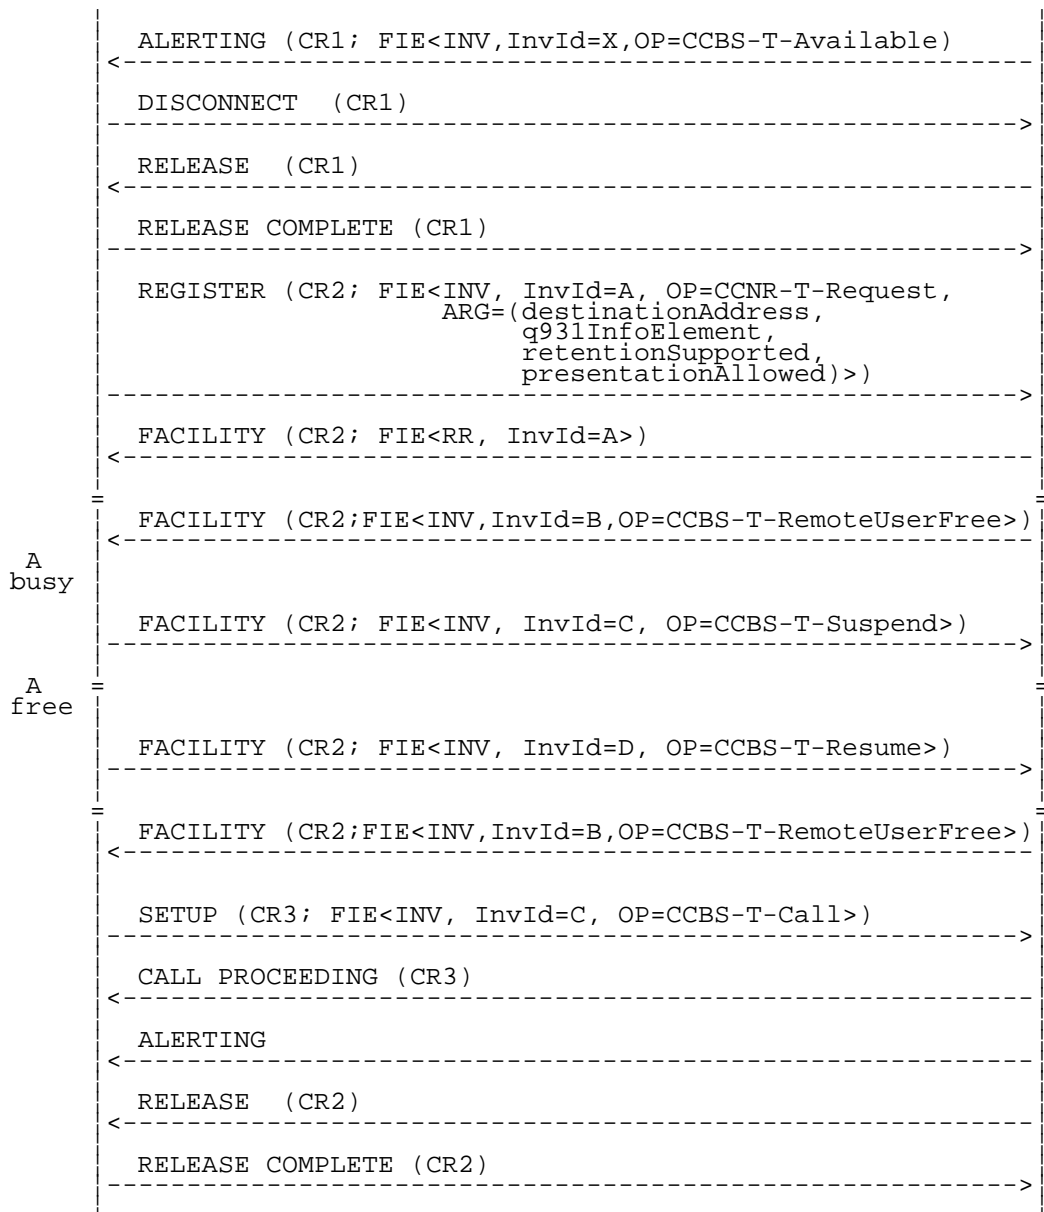 ALERTING (CR1; FIE<INV,InvId=X,OP=CCBS-T-Available)
DISCONNECT (CR1)
RELEASE (CR1)
RELEASE COMPLETE (CR1)
REGISTER (CR2; FIE<INV, InvId=A, OP=CCNR-T-Request,
ARG=(destinationAddress,
q931InfoElement,
retentionSupported,
presentationAllowed)>)
FACILITY (CR2; FIE<RR, InvId=A>)
FACILITY (CR2;FIE<INV,InvId=B,OP=CCBS-T-RemoteUserFree>)
A
busy
FACILITY (CR2; FIE<INV, InvId=C, OP=CCBS-T-Suspend>)
A
free
FACILITY (CR2; FIE<INV, InvId=D, OP=CCBS-T-Resume>)
FACILITY (CR2;FIE<INV,InvId=B,OP=CCBS-T-RemoteUserFree>)
SETUP (CR3; FIE<INV, InvId=C, OP=CCBS-T-Call>)
CALL PROCEEDING (CR3)
ALERTING
RELEASE (CR2)
RELEASE COMPLETE (CR2)